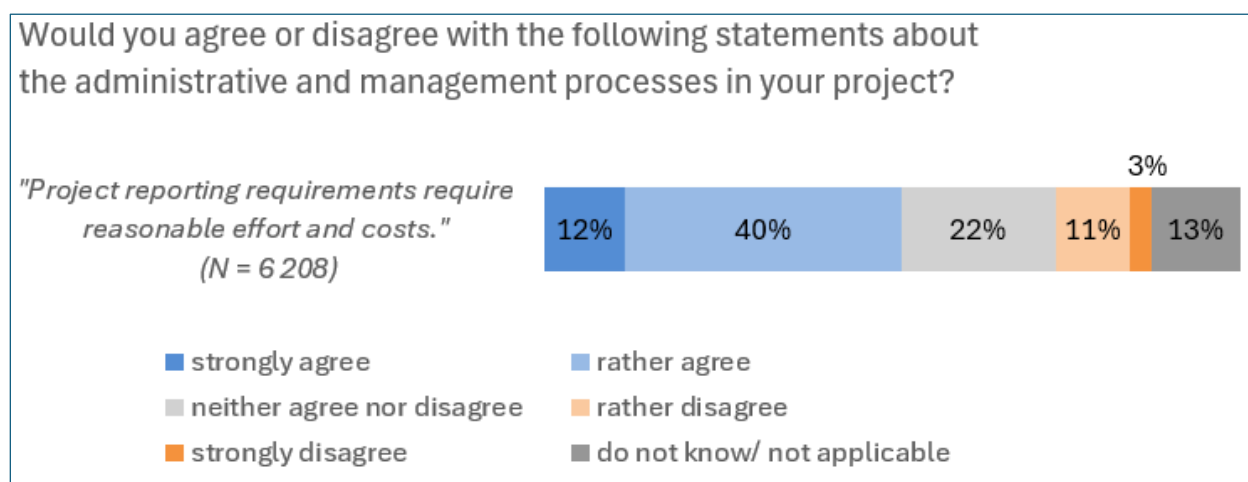 Would you agree or disagree with the following statements about
the administrative and management processes in your project?
3%
"Project reporting requirements require
reasonable effort and costs."
(N = 6 208)
12% 40% 22% 11% 13%
strongly agree rather agree
neither agree nor disagree rather disagree
strongly disagree do not know/ not applicable